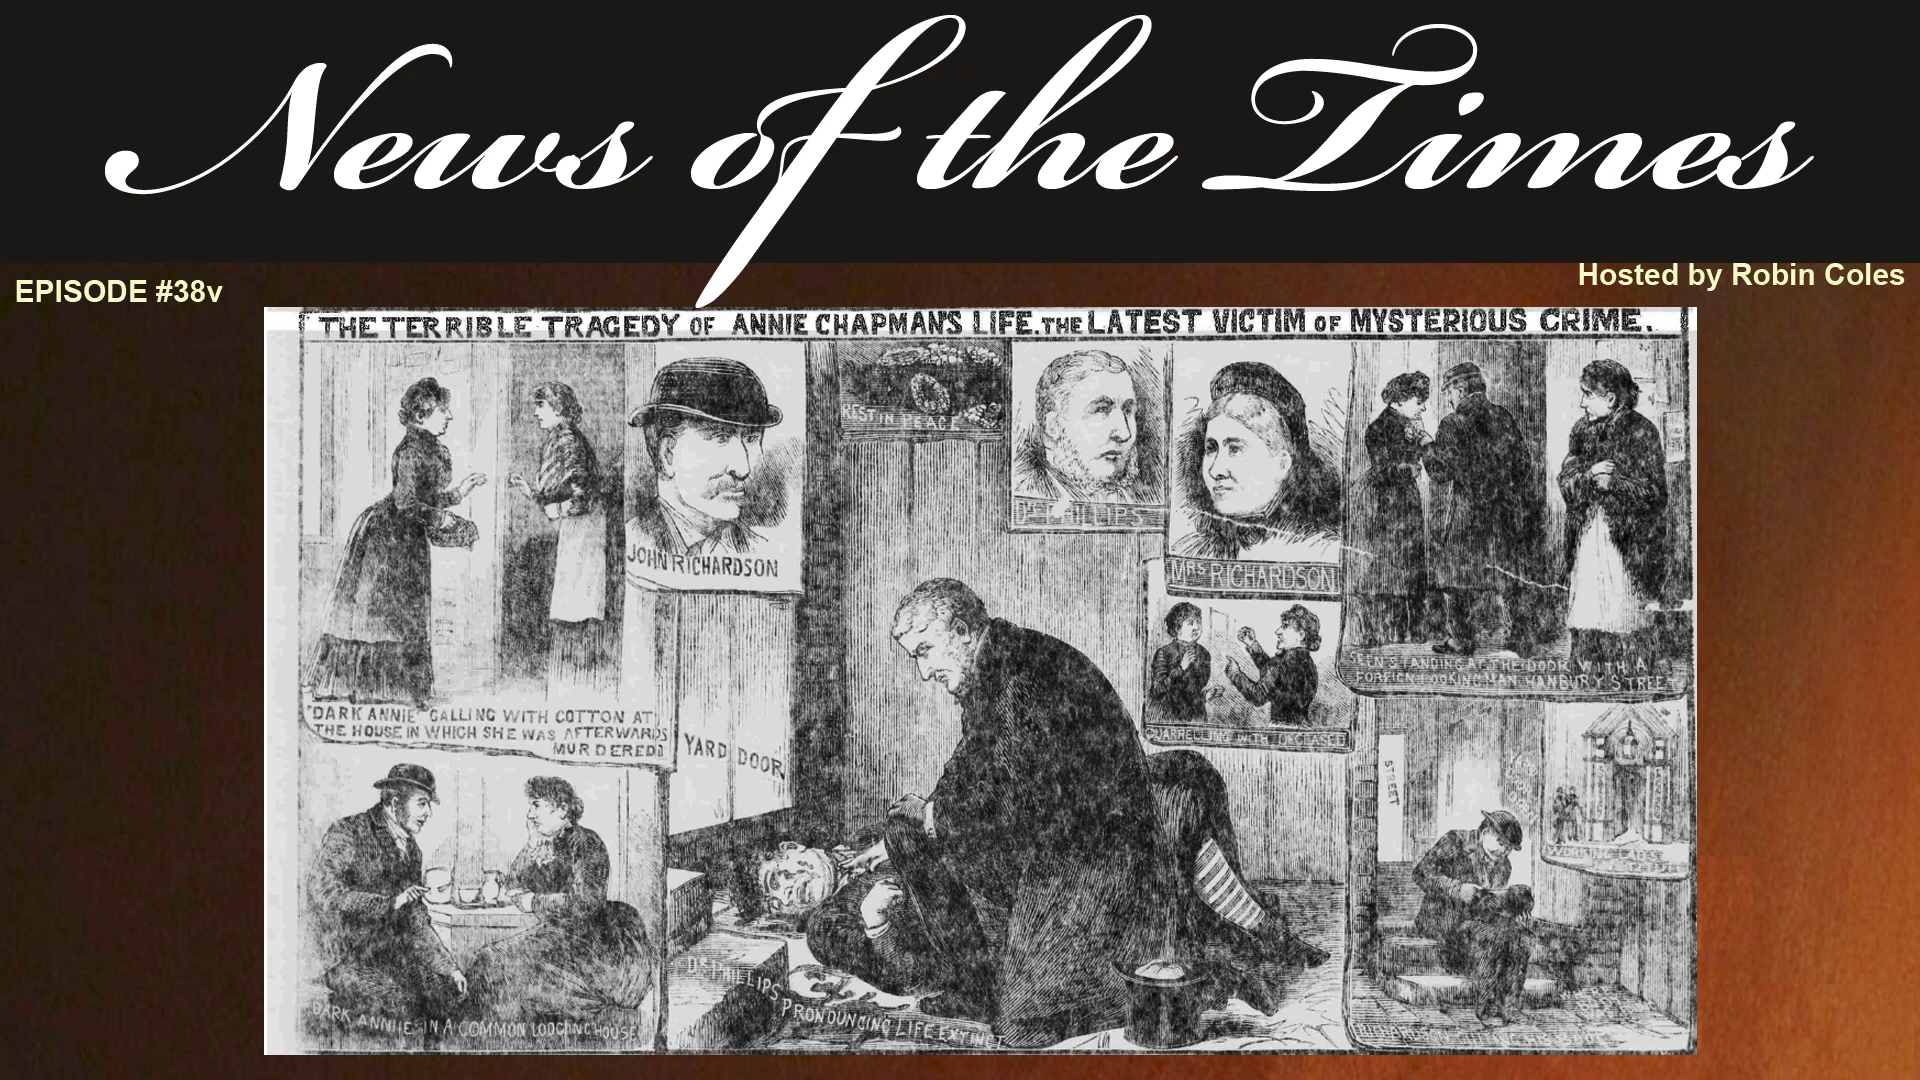 News of the Times
EPISODE #38v
Hosted by Robin Coles
THE TERRIBLE TRAGEDY OF ANNIE CHAPMAN'S LIFE. THE LATEST VICTIM OF MYSTERIOUS CRIME.
JOHN RICHARDSON
REST IN PEACE
DR PHILLIPS
MRS RICHARDSON
SEEN STANDING AT THE DOOR WITH A
FOREIGN-LOOKING MAN HANBURY STREET
"DARK ANNIE" CALLING WITH COTTON AT
THE HOUSE IN WHICH SHE WAS AFTERWARDS
MURDERED
YARD DOOR
QUARRELLING WITH DECEASED
STREET
WORKING LADS
DARK ANNIE IN A COMMON LODGING HOUSE
DR PHILLIPS PRONOUNCING LIFE EXTINCT
RICHARDSON